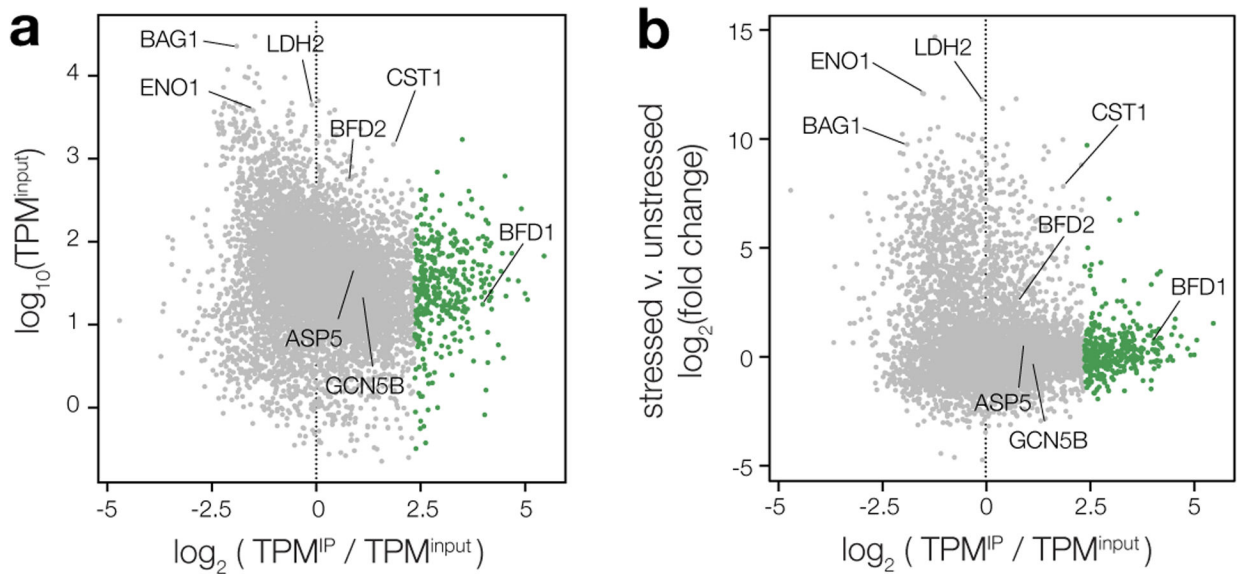 a
BAG1
LDH2
CST1
ENO1
BFD2
BFD1
ASP5
GCN5B
4
3
2
1
0
log10(TPMinput)
-5
-2.5
0
2.5
5
log2 ( TPMIP / TPMinput )
b
LDH2
ENO1
CST1
BAG1
BFD2
BFD1
ASP5
GCN5B
15
10
5
0
-5
stressed v. unstressed
log2(fold change)
-5
-2.5
0
2.5
5
log2 ( TPMIP / TPMinput )